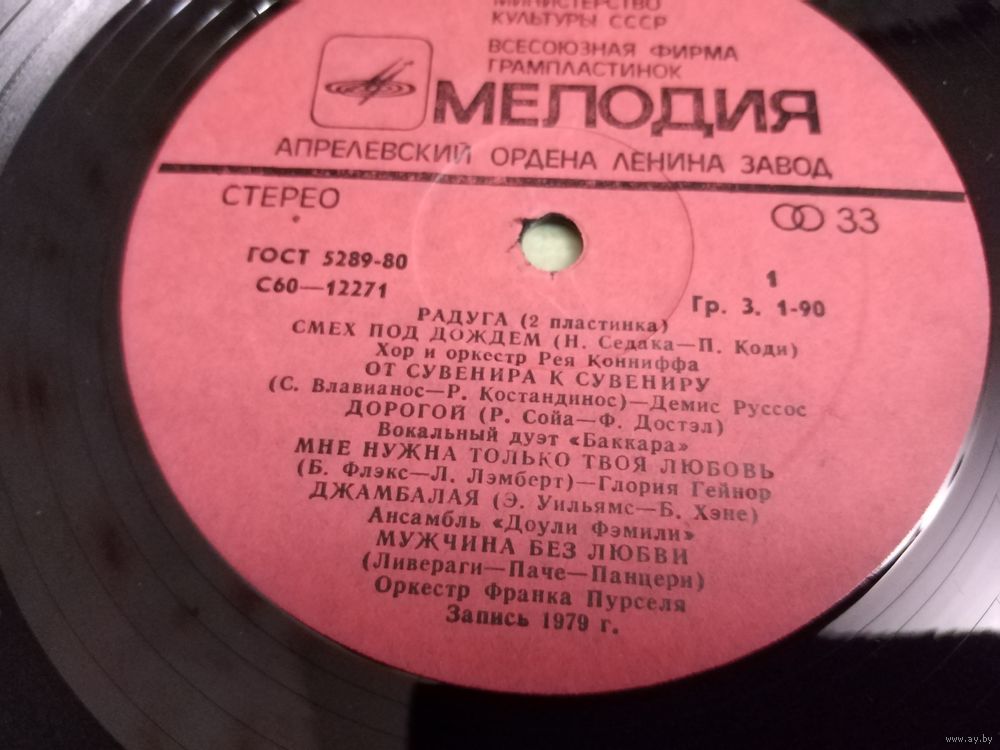 МИНИСТЕРСТВО
КУЛЬТУРЫ СССР
ВСЕСОЮЗНАЯ ФИРМА
ГРАМПЛАСТИНОК
МЕЛОДИЯ
АПРЕЛЕВСКИЙ ОРДЕНА ЛЕНИНА ЗАВОД
СТЕРЕО
33
ГОСТ 5289-80
С60—12271
1
Гр. 3. 1-90
РАДУГА (2 пластинка)
СМЕХ ПОД ДОЖДЕМ (Н. Седака—П. Коди)
Хор и оркестр Рея Конниффа
ОТ СУВЕНИРА К СУВЕНИРУ
(С. Влавианос—Р. Костандинос)—Демис Руссос
ДОРОГОЙ (Р. Сойа—Ф. Достэл)
Вокальный дуэт «Баккара»
МНЕ НУЖНА ТОЛЬКО ТВОЯ ЛЮБОВЬ
(Б. Флэкс—Л. Лэмберт)—Глория Гейнор
ДЖАМБАЛАЯ (Э. Уильямс—Б. Хэне)
Ансамбль «Доули Фэмили»
МУЖЧИНА БЕЗ ЛЮБВИ
(Ливераги—Паче—Панцери)
Оркестр Франка Пурселя
Запись 1979 г.
www.ay.by